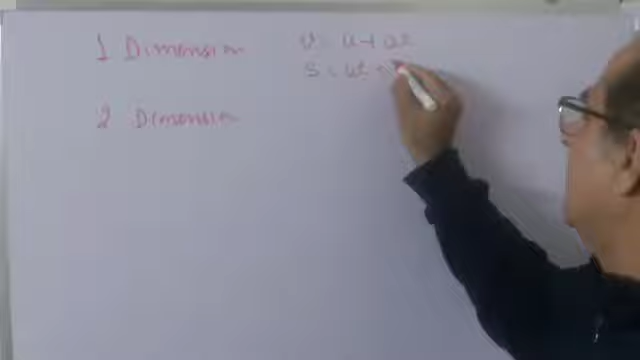 1 Dimension v = u + at
s = ut +
2 Dimension